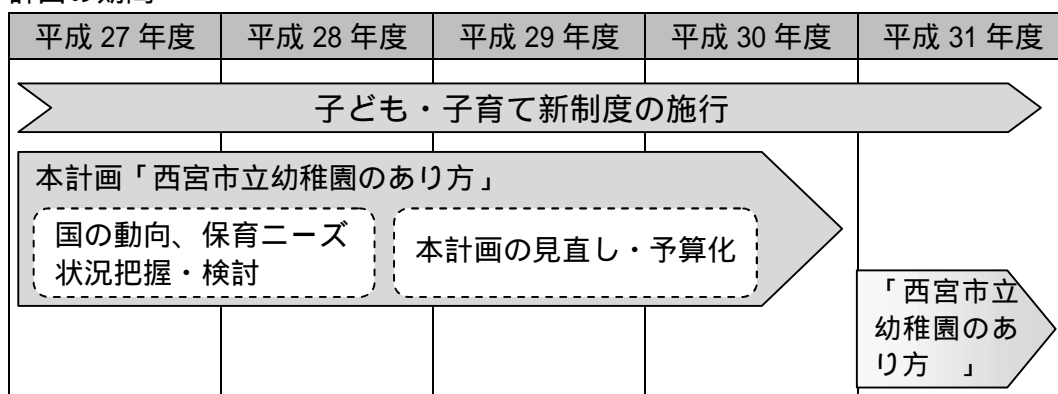 平成 27 年度 平成 28 年度 平成 29 年度 平成 30 年度 平成 31 年度
子ども・子育て新制度の施行
本計画「西宮市立幼稚園のあり方」
国の動向、保育ニーズ
状況把握・検討
本計画の見直し・予算化
「西宮市立
幼稚園のあ
り方　」